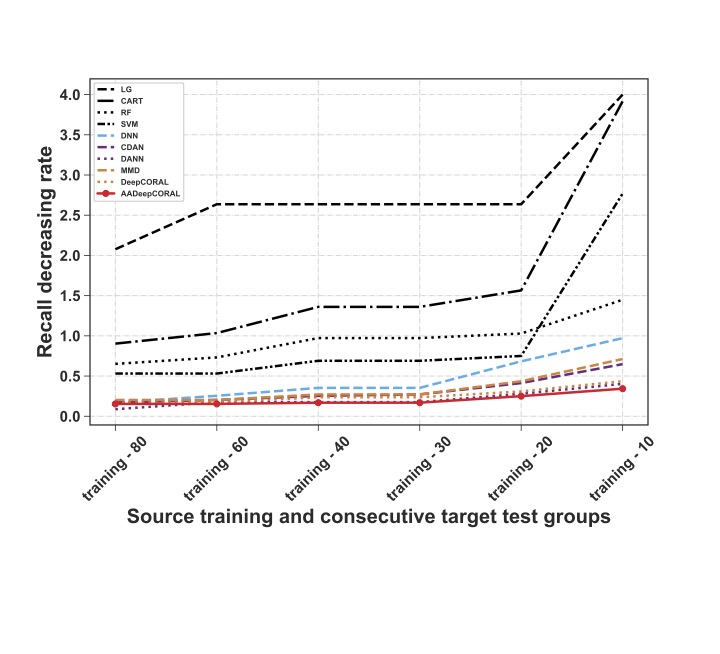 LG
CART
RF
SVM
DNN
CDAN
DANN
MMD
DeepCORAL
AADeepCORAL
4.0
3.5
3.0
2.5
2.0
1.5
1.0
0.5
0.0
Recall decreasing rate
training - 80
training - 60
training - 40
training - 30
training - 20
training - 10
Source training and consecutive target test groups